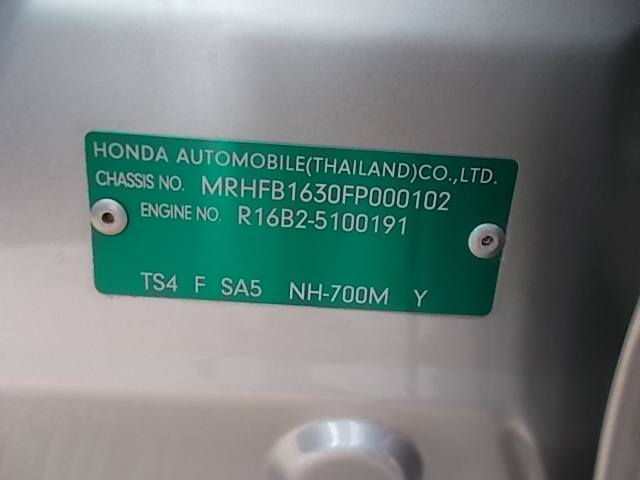 HONDA AUTOMOBILE(THAILAND)CO.,LTD.
CHASSIS NO. MRHFB1630FP000102
ENGINE NO. R16B2-5100191
TS4 F SA5 NH-700M Y